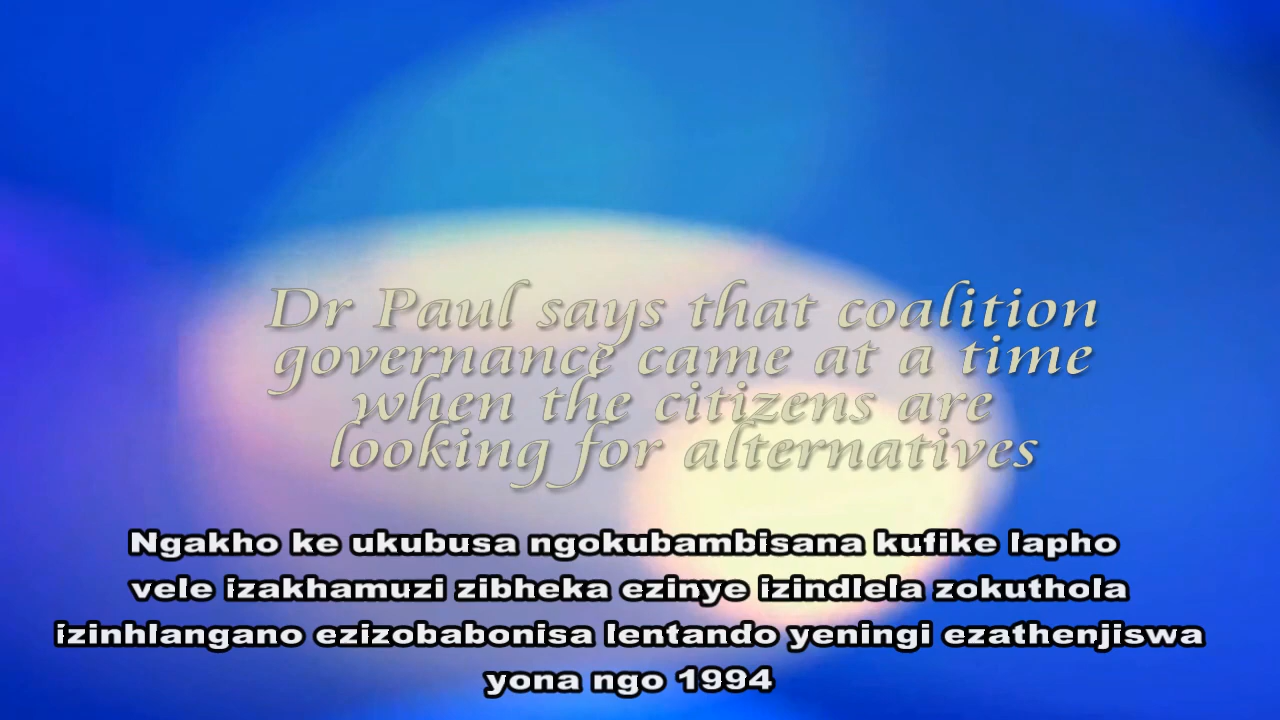 Dr Paul says that coalition
governance came at a time
when the citizens are
looking for alternatives
Ngakho ke ukubusa ngokubambisana kufike lapho
vele izakhamuzi zibheka ezinye izindlela zokuthola
izinhlangano ezizobabonisa lentando yeningi ezathenjiswa
yona ngo 1994